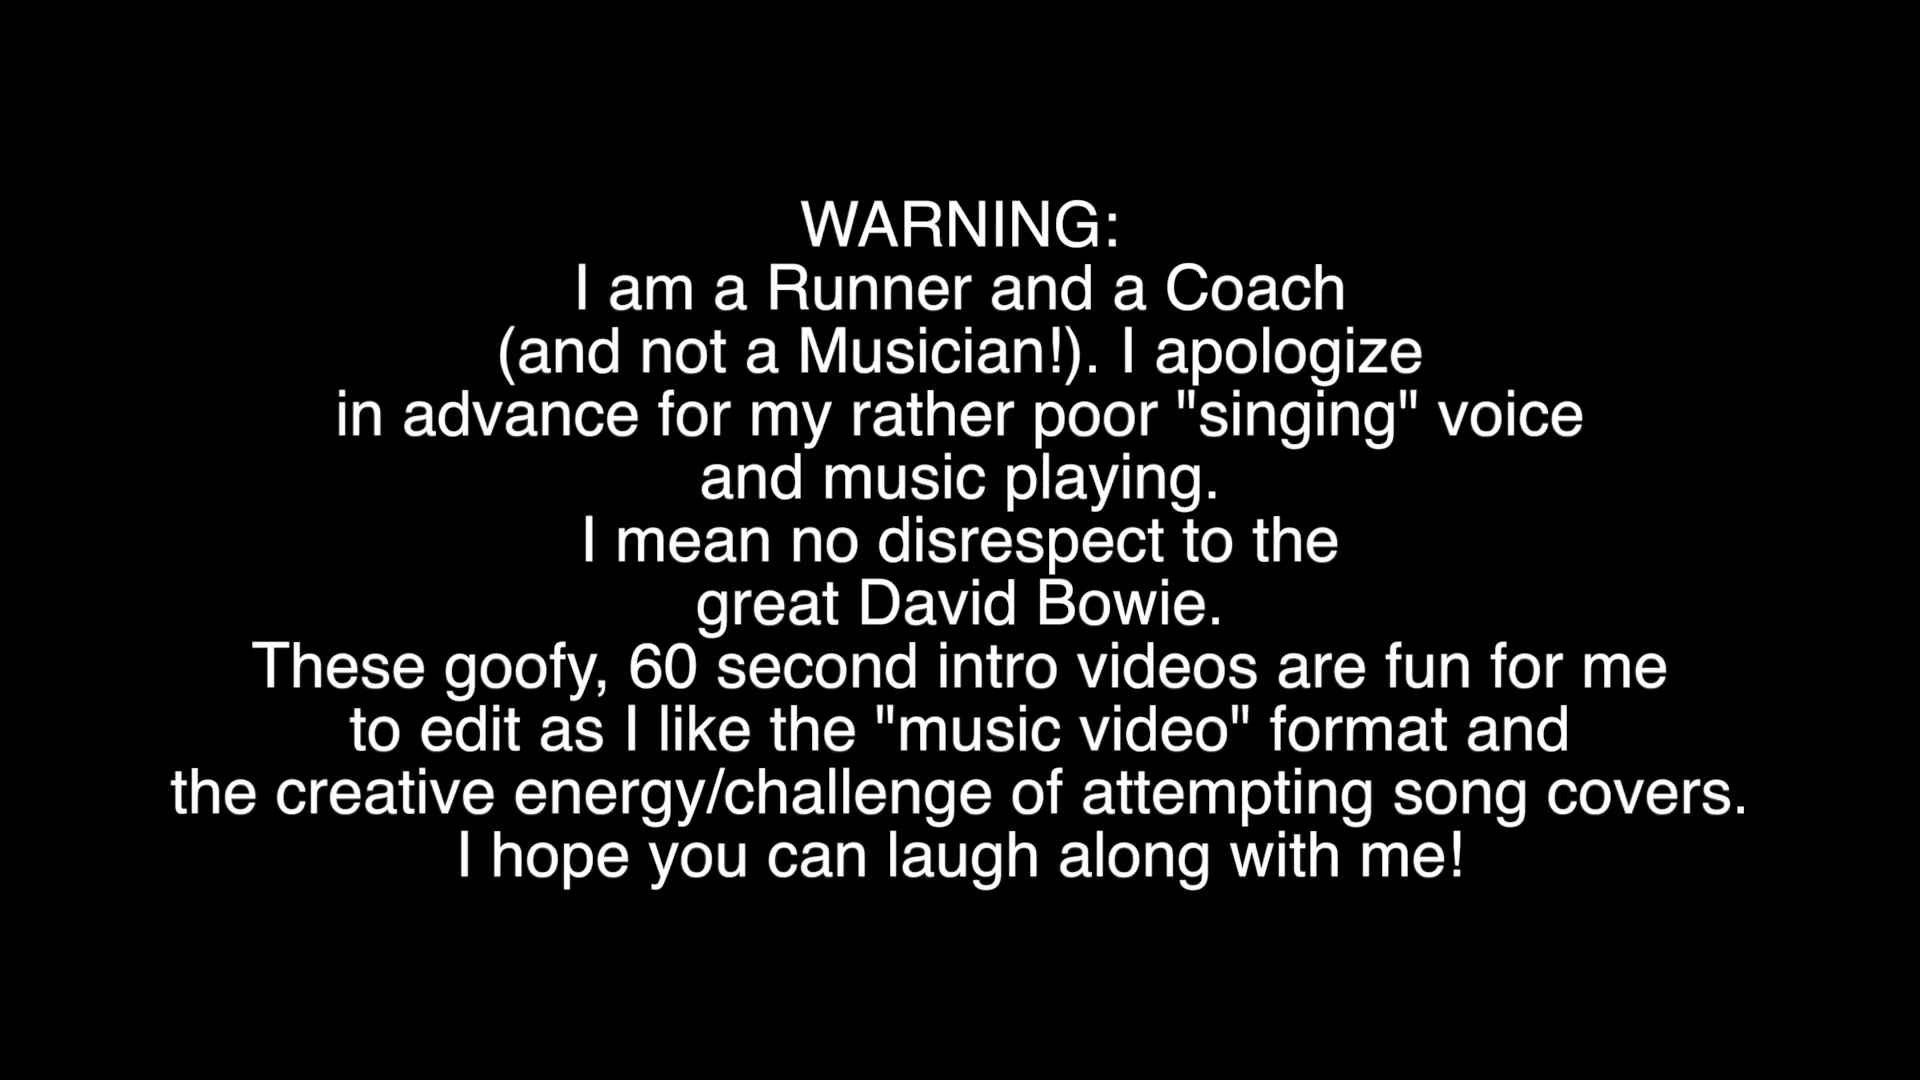 WARNING:
I am a Runner and a Coach
(and not a Musician!). I apologize
in advance for my rather poor "singing" voice
and music playing.
I mean no disrespect to the
great David Bowie.
These goofy, 60 second intro videos are fun for me
to edit as I like the "music video" format and
the creative energy/challenge of attempting song covers.
I hope you can laugh along with me!